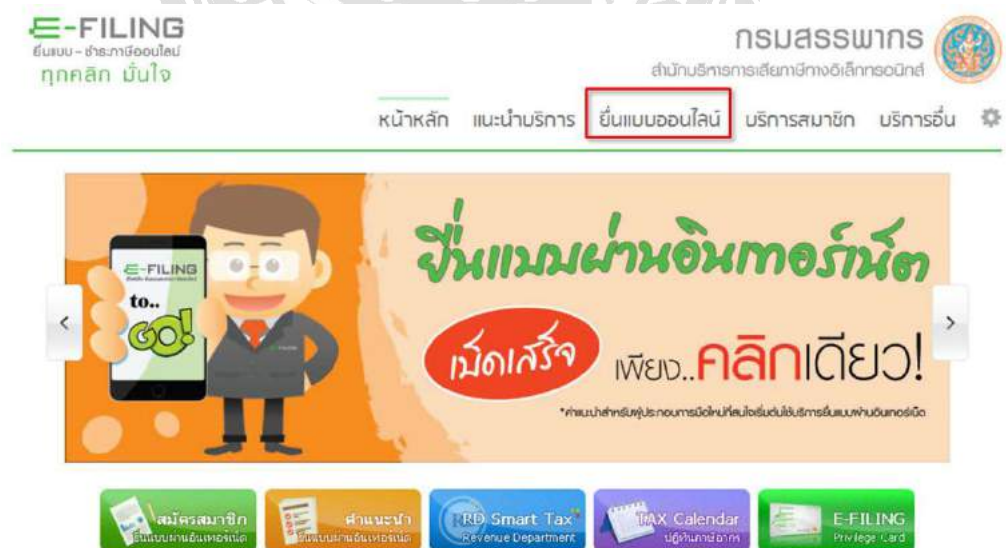 E-FILING
ยื่นแบบ - ชำระภาษีออนไลน์
ทุกคลิก มั่นใจ
กรมสรรพากร
สำนักบริหารการเสียภาษีทางอิเล็กทรอนิกส์
หน้าหลัก แนะนำบริการ ยื่นแบบออนไลน์ บริการสมาชิก บริการอื่น
E-FILING
to..
GO!
ยื่นแบบผ่านอินเทอร์เน็ต
เบ็ดเสร็จ เพียง..คลิกเดียว!
*คำแนะนำสำหรับผู้ประกอบการมือใหม่ที่สนใจเริ่มต้นใช้บริการยื่นแบบผ่านอินเทอร์เน็ต
สมัครสมาชิก
ยื่นแบบผ่านอินเทอร์เน็ต
คำแนะนำ
ยื่นแบบผ่านอินเทอร์เน็ต
RD Smart Tax
Revenue Department
TAX Calendar
ปฏิทินภาษีอากร
E-FILING
Privilege Card